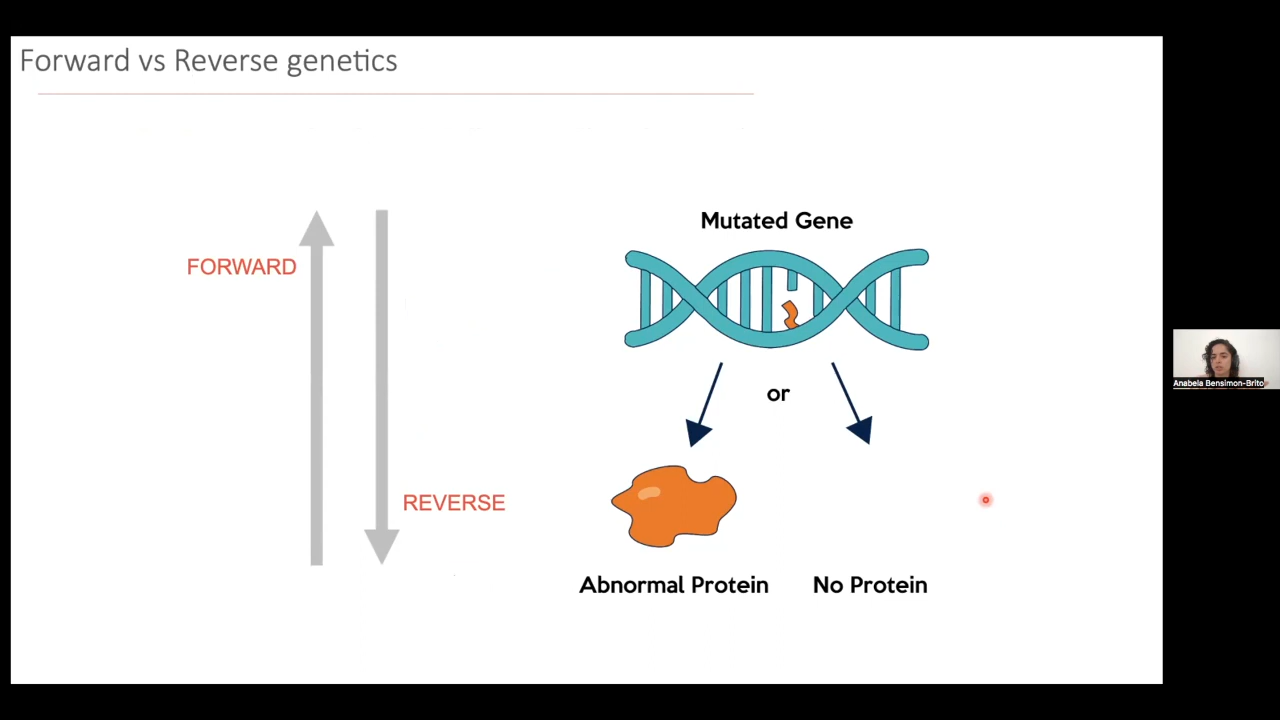 Forward vs Reverse genetics
Mutated Gene
FORWARD
or
REVERSE
Abnormal Protein
No Protein
Anabela Bensimon-Brito